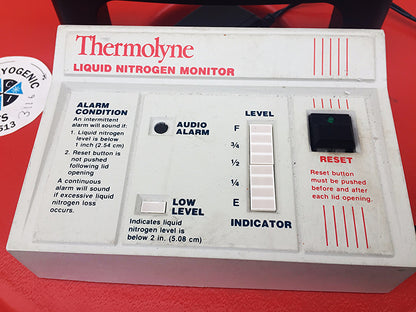 Thermolyne
LIQUID NITROGEN MONITOR
YOGENIC
TS
513
ALARM
CONDITION
An intermittent
alarm will sound if:
1. Liquid nitrogen
level is below
1 inch (2.54 cm)
2. Reset button is
not pushed
following lid
opening
A continuous
alarm will sound
if excessive liquid
nitrogen loss
occurs.
AUDIO
ALARM
LOW
LEVEL
Indicates liquid
nitrogen level is
below 2 in. (5.08 cm)
LEVEL
F
3/4
1/2
1/4
E
INDICATOR
RESET
Reset button
must be pushed
before and after
each lid opening.